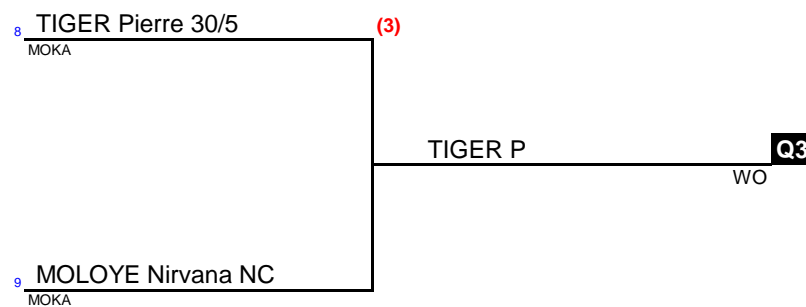 8 TIGER Pierre 30/5 (3)
MOKA
TIGER P Q3
WO
9 MOLOYE Nirvana NC
MOKA